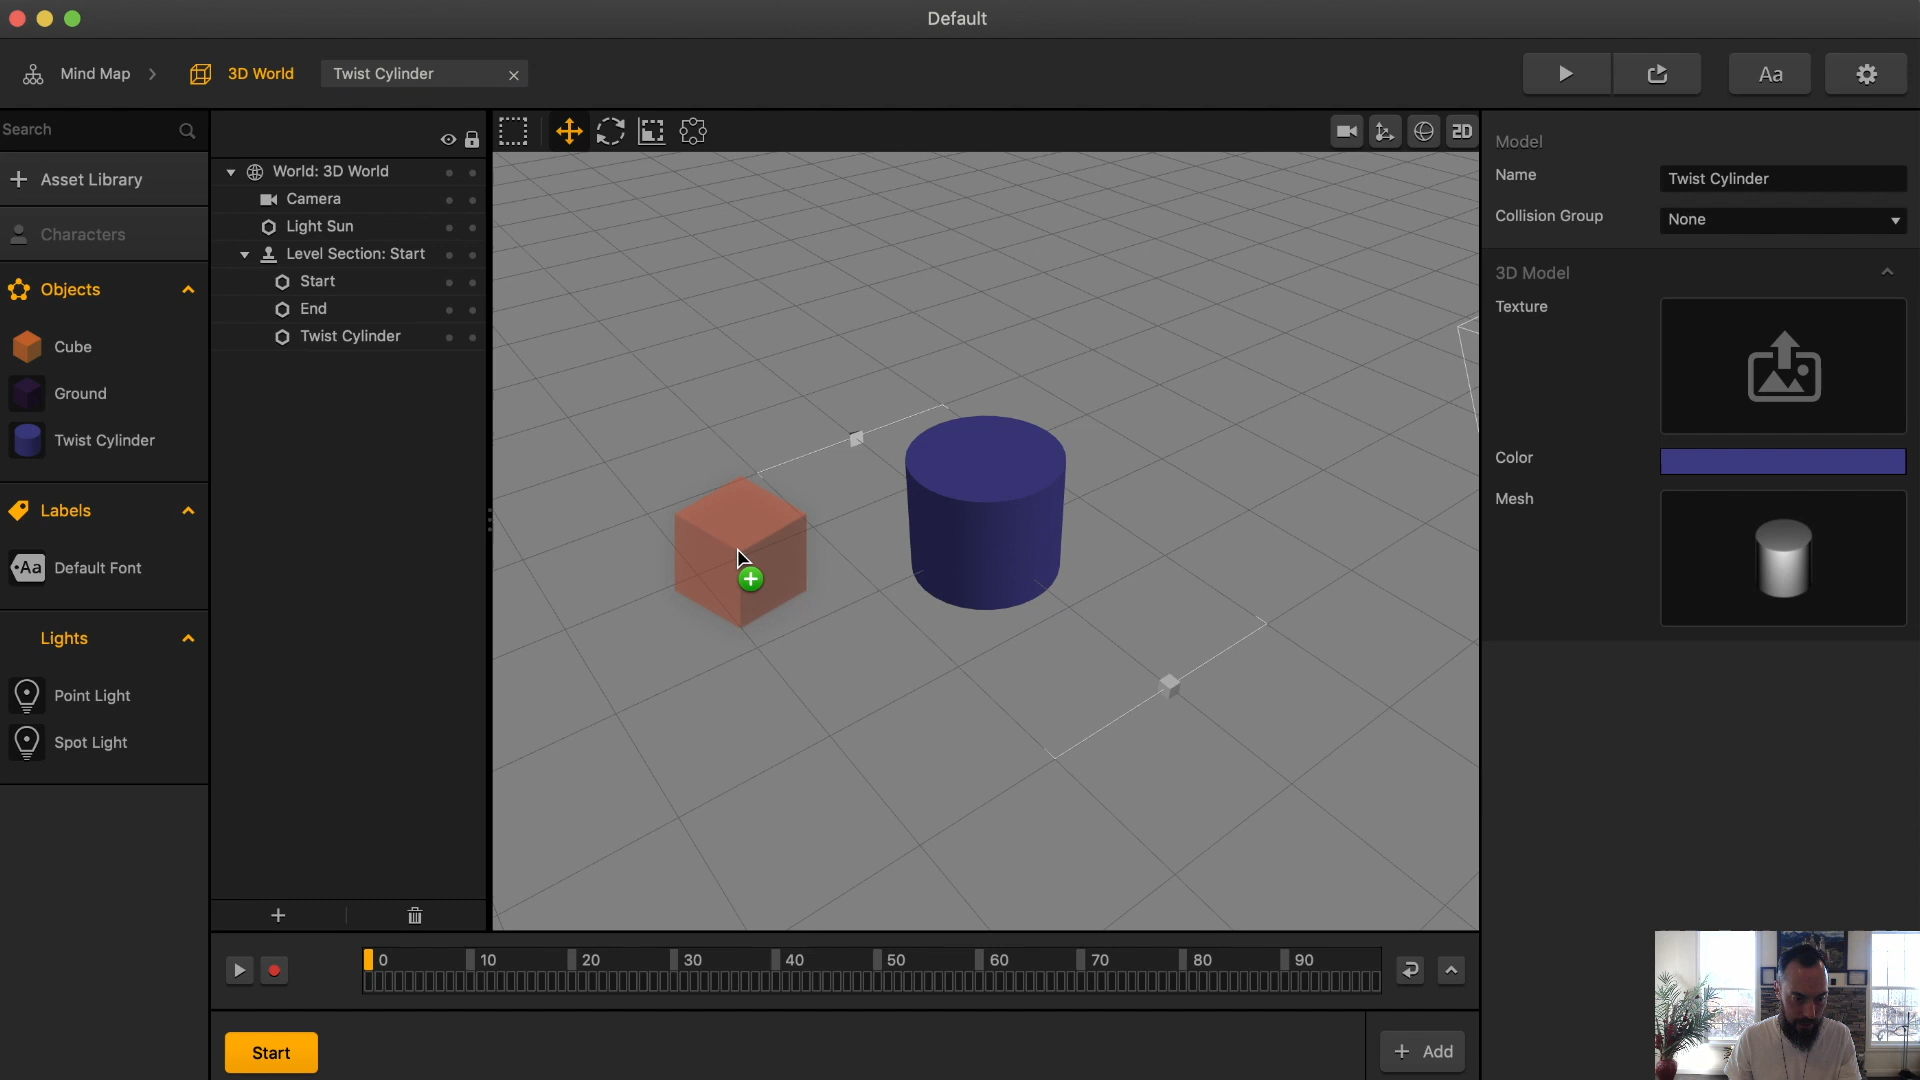 Default
Mind Map
3D World
Twist Cylinder
Aa
Search
Asset Library
Characters
Objects
Cube
Ground
Twist Cylinder
Labels
Aa
Default Font
Lights
Point Light
Spot Light
World: 3D World
Camera
Light Sun
Level Section: Start
Start
End
Twist Cylinder
2D
Model
Name
Twist Cylinder
Collision Group
None
3D Model
Texture
Color
Mesh
0 10 20 30 40 50 60 70 80 90
Start
Add